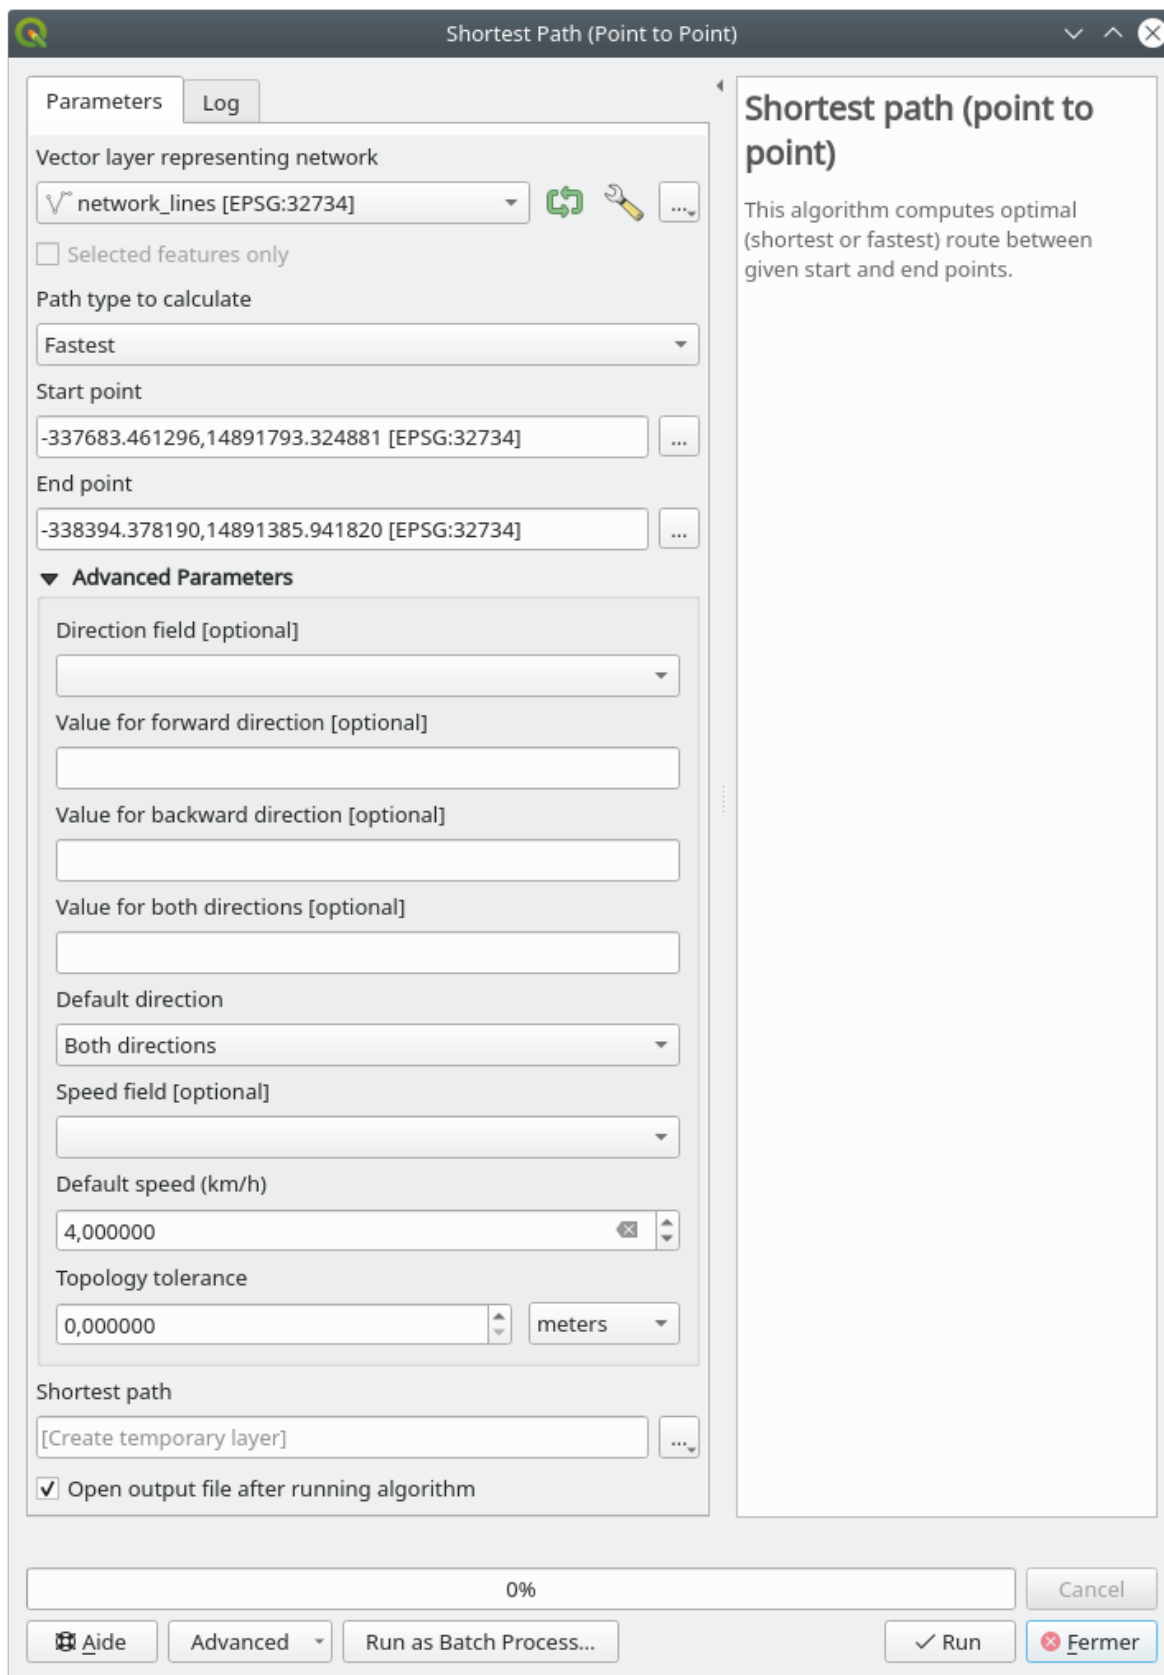 Shortest Path (Point to Point)
Parameters
Log
Vector layer representing network
network_lines [EPSG:32734]
...
Selected features only
Path type to calculate
Fastest
Start point
-337683.461296,14891793.324881 [EPSG:32734]
...
End point
-338394.378190,14891385.941820 [EPSG:32734]
...
Advanced Parameters
Direction field [optional]
Value for forward direction [optional]
Value for backward direction [optional]
Value for both directions [optional]
Default direction
Both directions
Speed field [optional]
Default speed (km/h)
4,000000
Topology tolerance
0,000000
meters
Shortest path
[Create temporary layer]
...
Open output file after running algorithm
Shortest path (point to
point)
This algorithm computes optimal
(shortest or fastest) route between
given start and end points.
0%
Cancel
Aide
Advanced
Run as Batch Process...
Run
Fermer